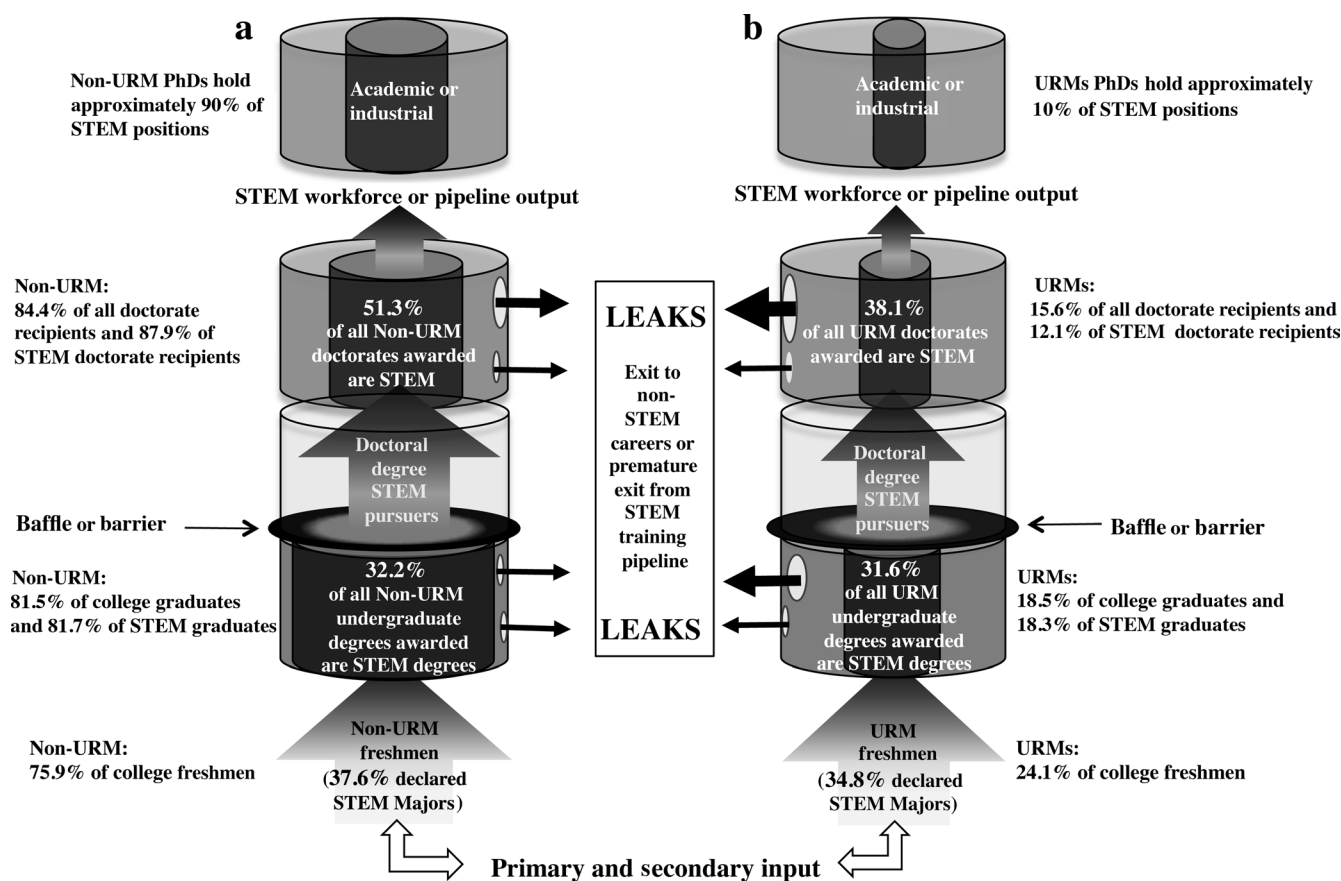 a
Non-URM PhDs hold
approximately 90% of
STEM positions
Academic or
industrial
STEM workforce or pipeline output
Non-URM:
84.4% of all doctorate
recipients and 87.9% of
STEM doctorate recipients
51.3%
of all Non-URM
doctorates awarded
are STEM
Doctoral
degree
STEM
pursuers
Baffle or barrier
Non-URM:
81.5% of college graduates
and 81.7% of STEM graduates
32.2%
of all Non-URM
undergraduate
degrees awarded
are STEM degrees
Non-URM:
75.9% of college freshmen
Non-URM
freshmen
(37.6% declared
STEM Majors)
LEAKS
Exit to
non-
STEM
careers or
premature
exit from
STEM
training
pipeline
LEAKS
b
Academic or
industrial
URMs PhDs hold approximately
10% of STEM positions
STEM workforce or pipeline output
38.1%
of all URM doctorates
awarded are STEM
URMs:
15.6% of all doctorate recipients and
12.1% of STEM doctorate recipients
Doctoral
degree
STEM
pursuers
Baffle or barrier
31.6%
of all URM
undergraduate
degrees awarded
are STEM degrees
URMs:
18.5% of college graduates and
18.3% of STEM graduates
URM
freshmen
(34.8% declared
STEM Majors)
URMs:
24.1% of college freshmen
Primary and secondary input